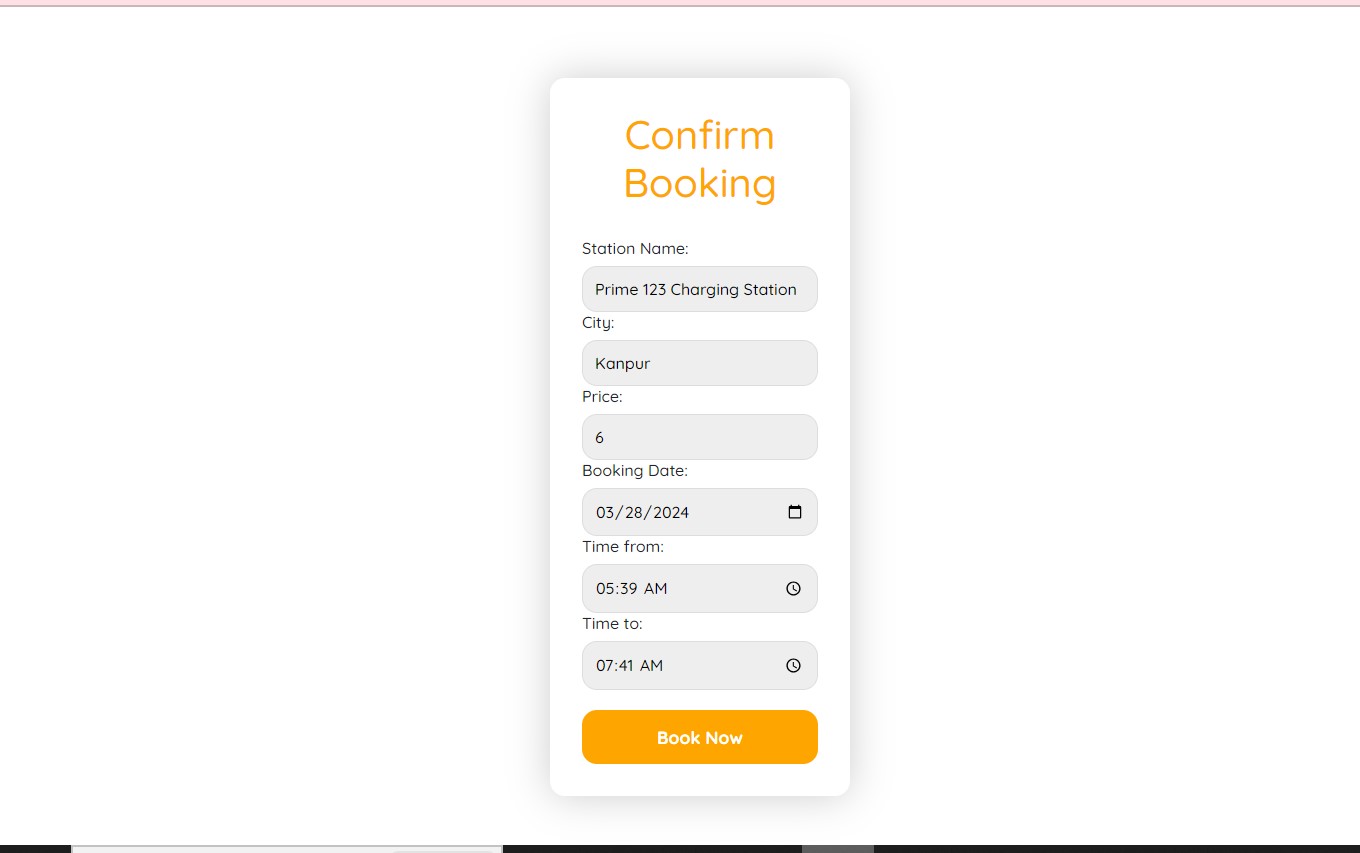 Confirm
Booking
Station Name:
Prime 123 Charging Station
City:
Kanpur
Price:
6
Booking Date:
03/28/2024
Time from:
05:39 AM
Time to:
07:41 AM
Book Now